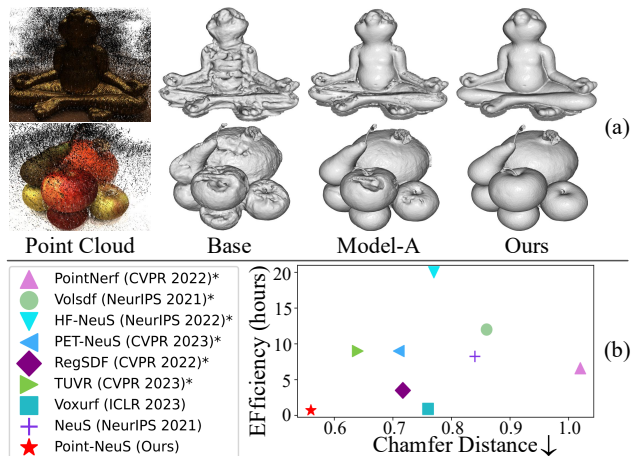 (a)
Point Cloud Base Model-A Ours
PointNerf (CVPR 2022)*
Volsdf (NeurIPS 2021)*
HF-NeuS (NeurIPS 2022)*
PET-NeuS (CVPR 2023)*
RegSDF (CVPR 2022)*
TUVR (CVPR 2023)*
Voxurf (ICLR 2023)
NeuS (NeurIPS 2021)
Point-NeuS (Ours)
EFficiency (hours)
20
15
10
5
0
0.6 0.7 0.8 0.9 1.0
Chamfer Distance↓
(b)